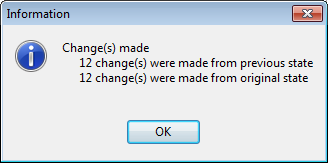 Information
Change(s) made
12 change(s) were made from previous state
12 change(s) were made from original state
OK